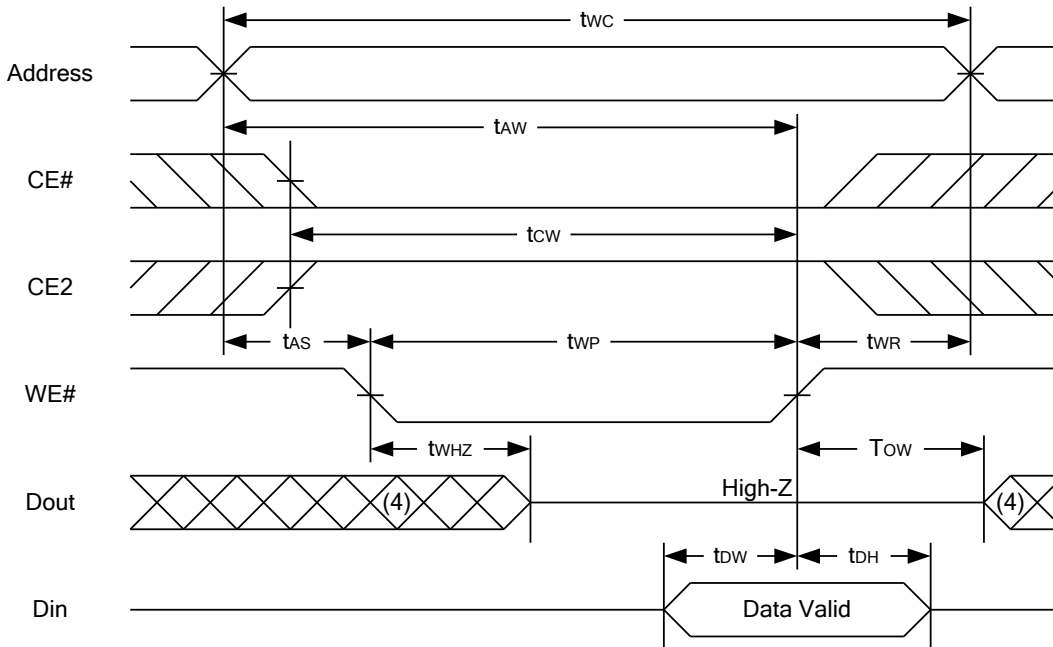 tWC
Address
tAW
CE#
tCW
CE2
tAS tWP tWR
WE#
tWHZ TOW
Dout (4) High-Z (4)
tDW tDH
Din Data Valid